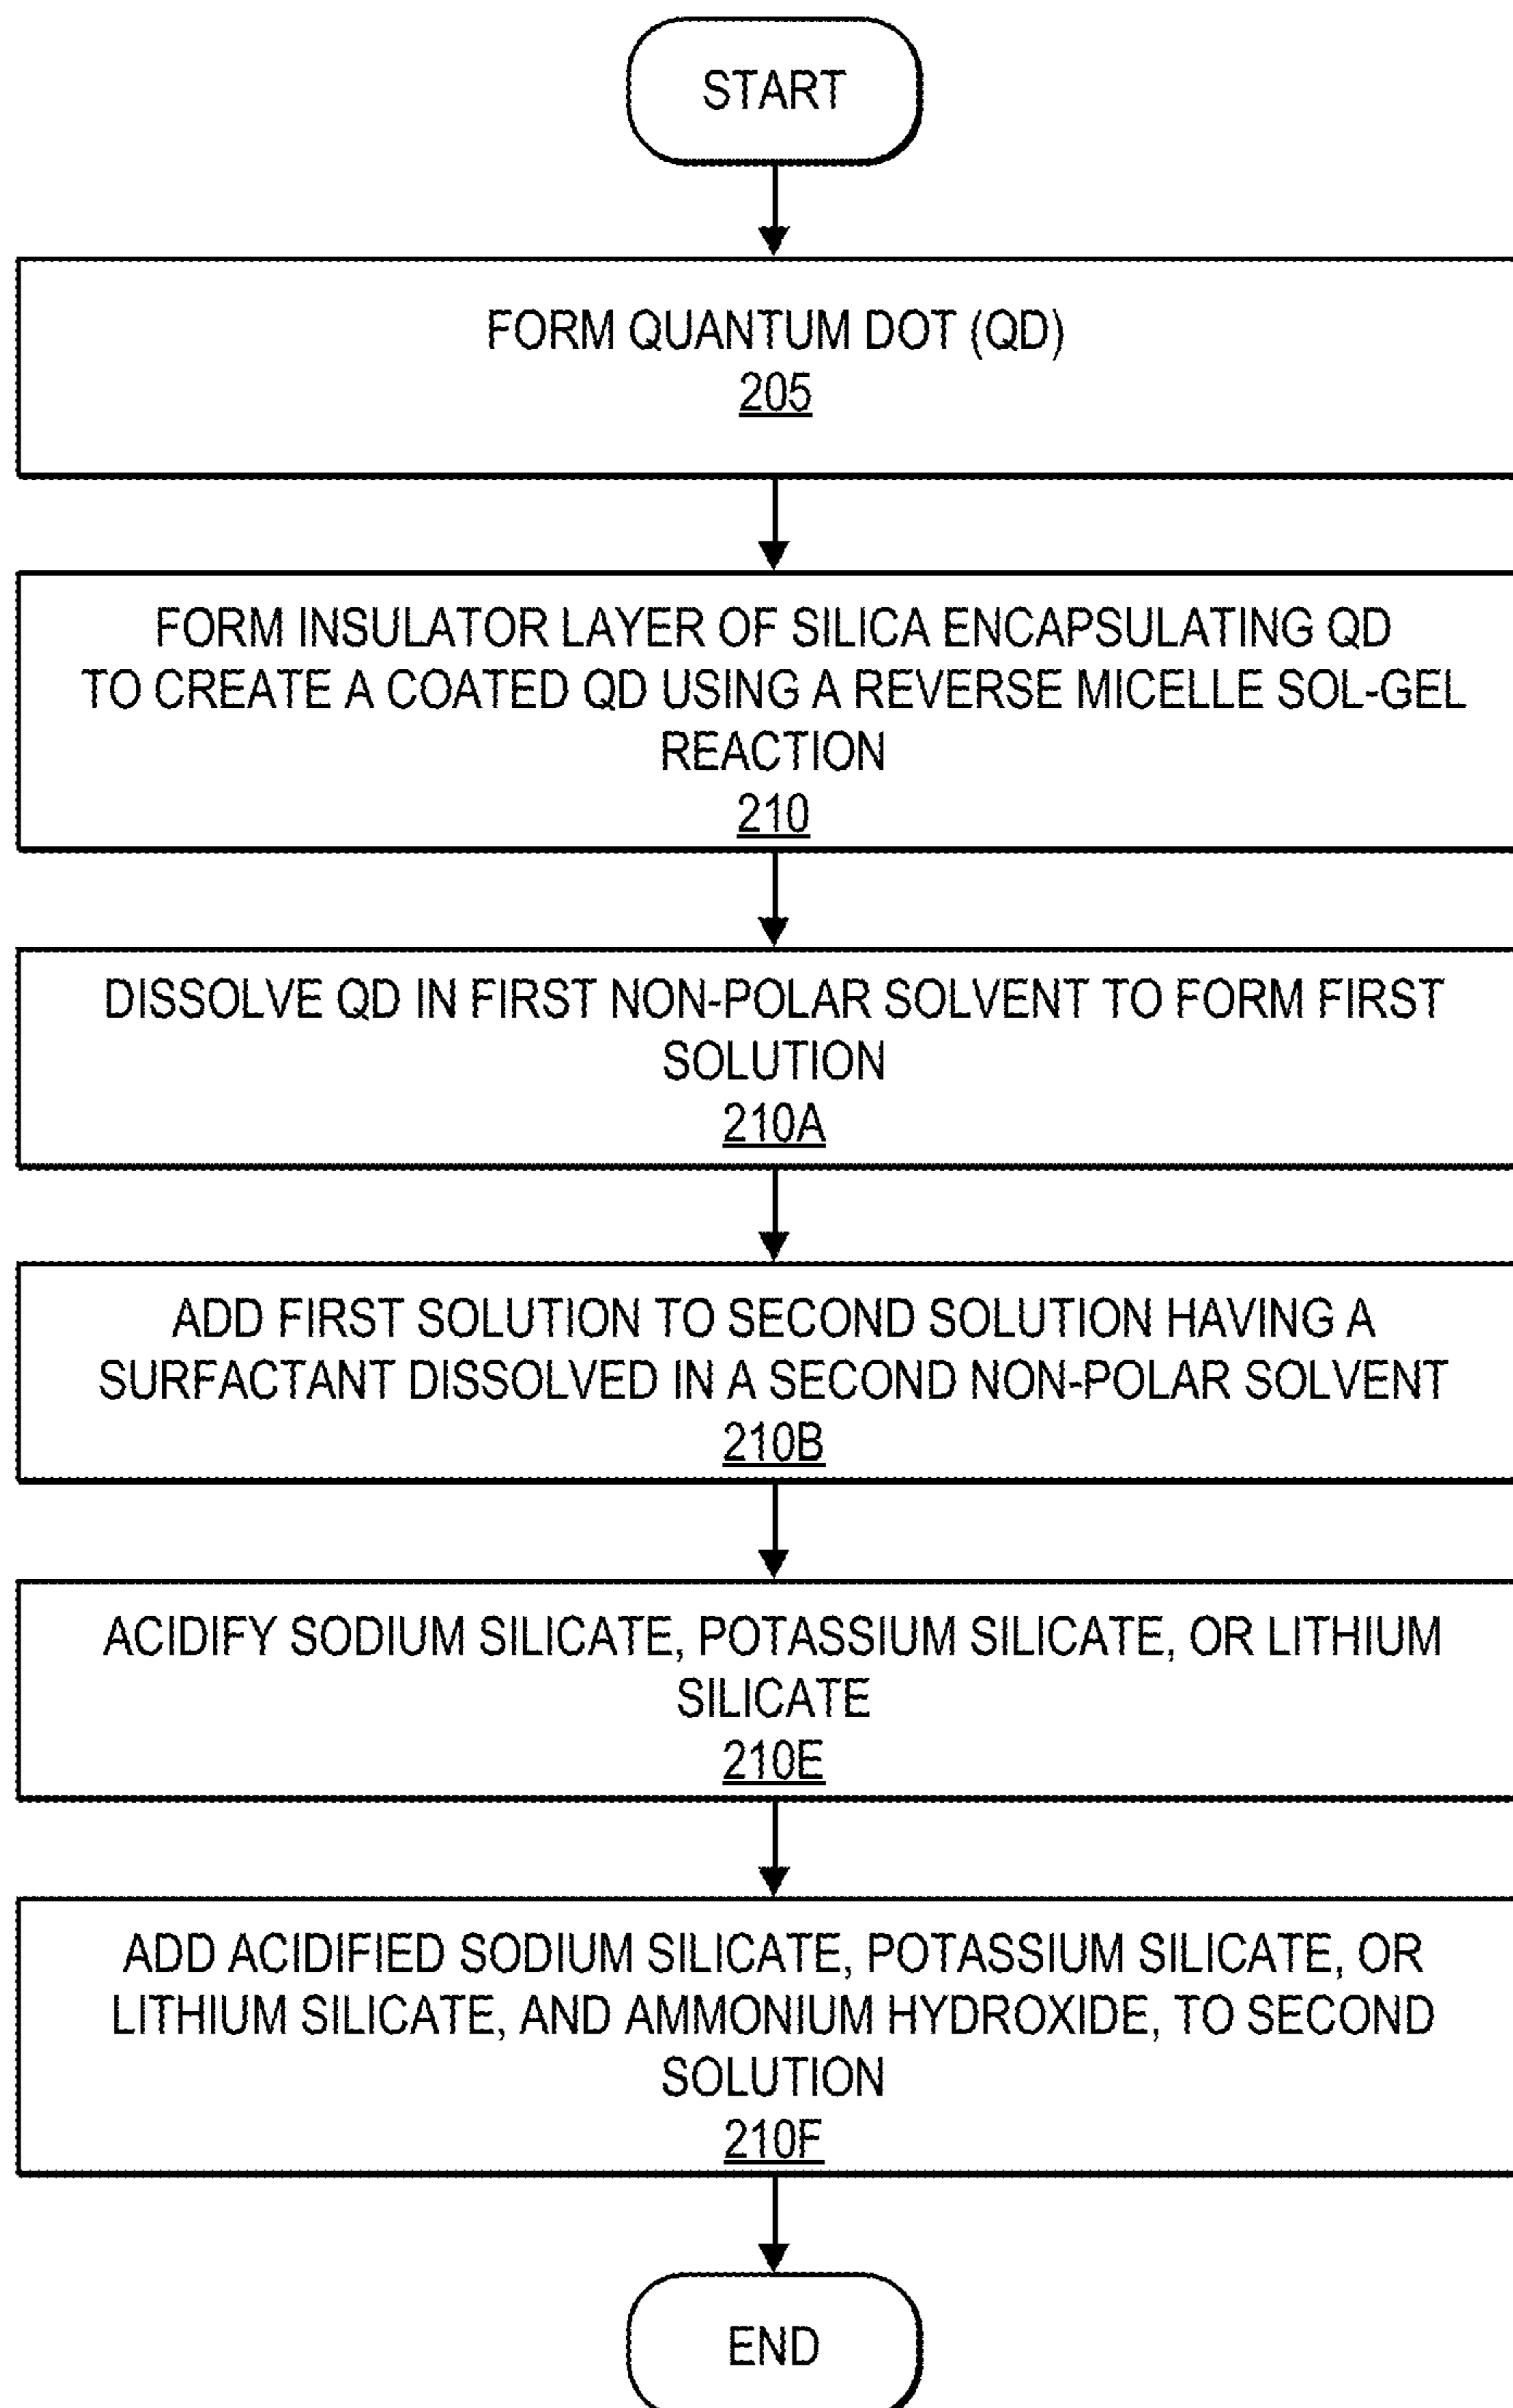 START
FORM QUANTUM DOT (QD)
205
FORM INSULATOR LAYER OF SILICA ENCAPSULATING QD
TO CREATE A COATED QD USING A REVERSE MICELLE SOL-GEL
REACTION
210
DISSOLVE QD IN FIRST NON-POLAR SOLVENT TO FORM FIRST
SOLUTION
210A
ADD FIRST SOLUTION TO SECOND SOLUTION HAVING A
SURFACTANT DISSOLVED IN A SECOND NON-POLAR SOLVENT
210B
ACIDIFY SODIUM SILICATE, POTASSIUM SILICATE, OR LITHIUM
SILICATE
210E
ADD ACIDIFIED SODIUM SILICATE, POTASSIUM SILICATE, OR
LITHIUM SILICATE, AND AMMONIUM HYDROXIDE, TO SECOND
SOLUTION
210F
END